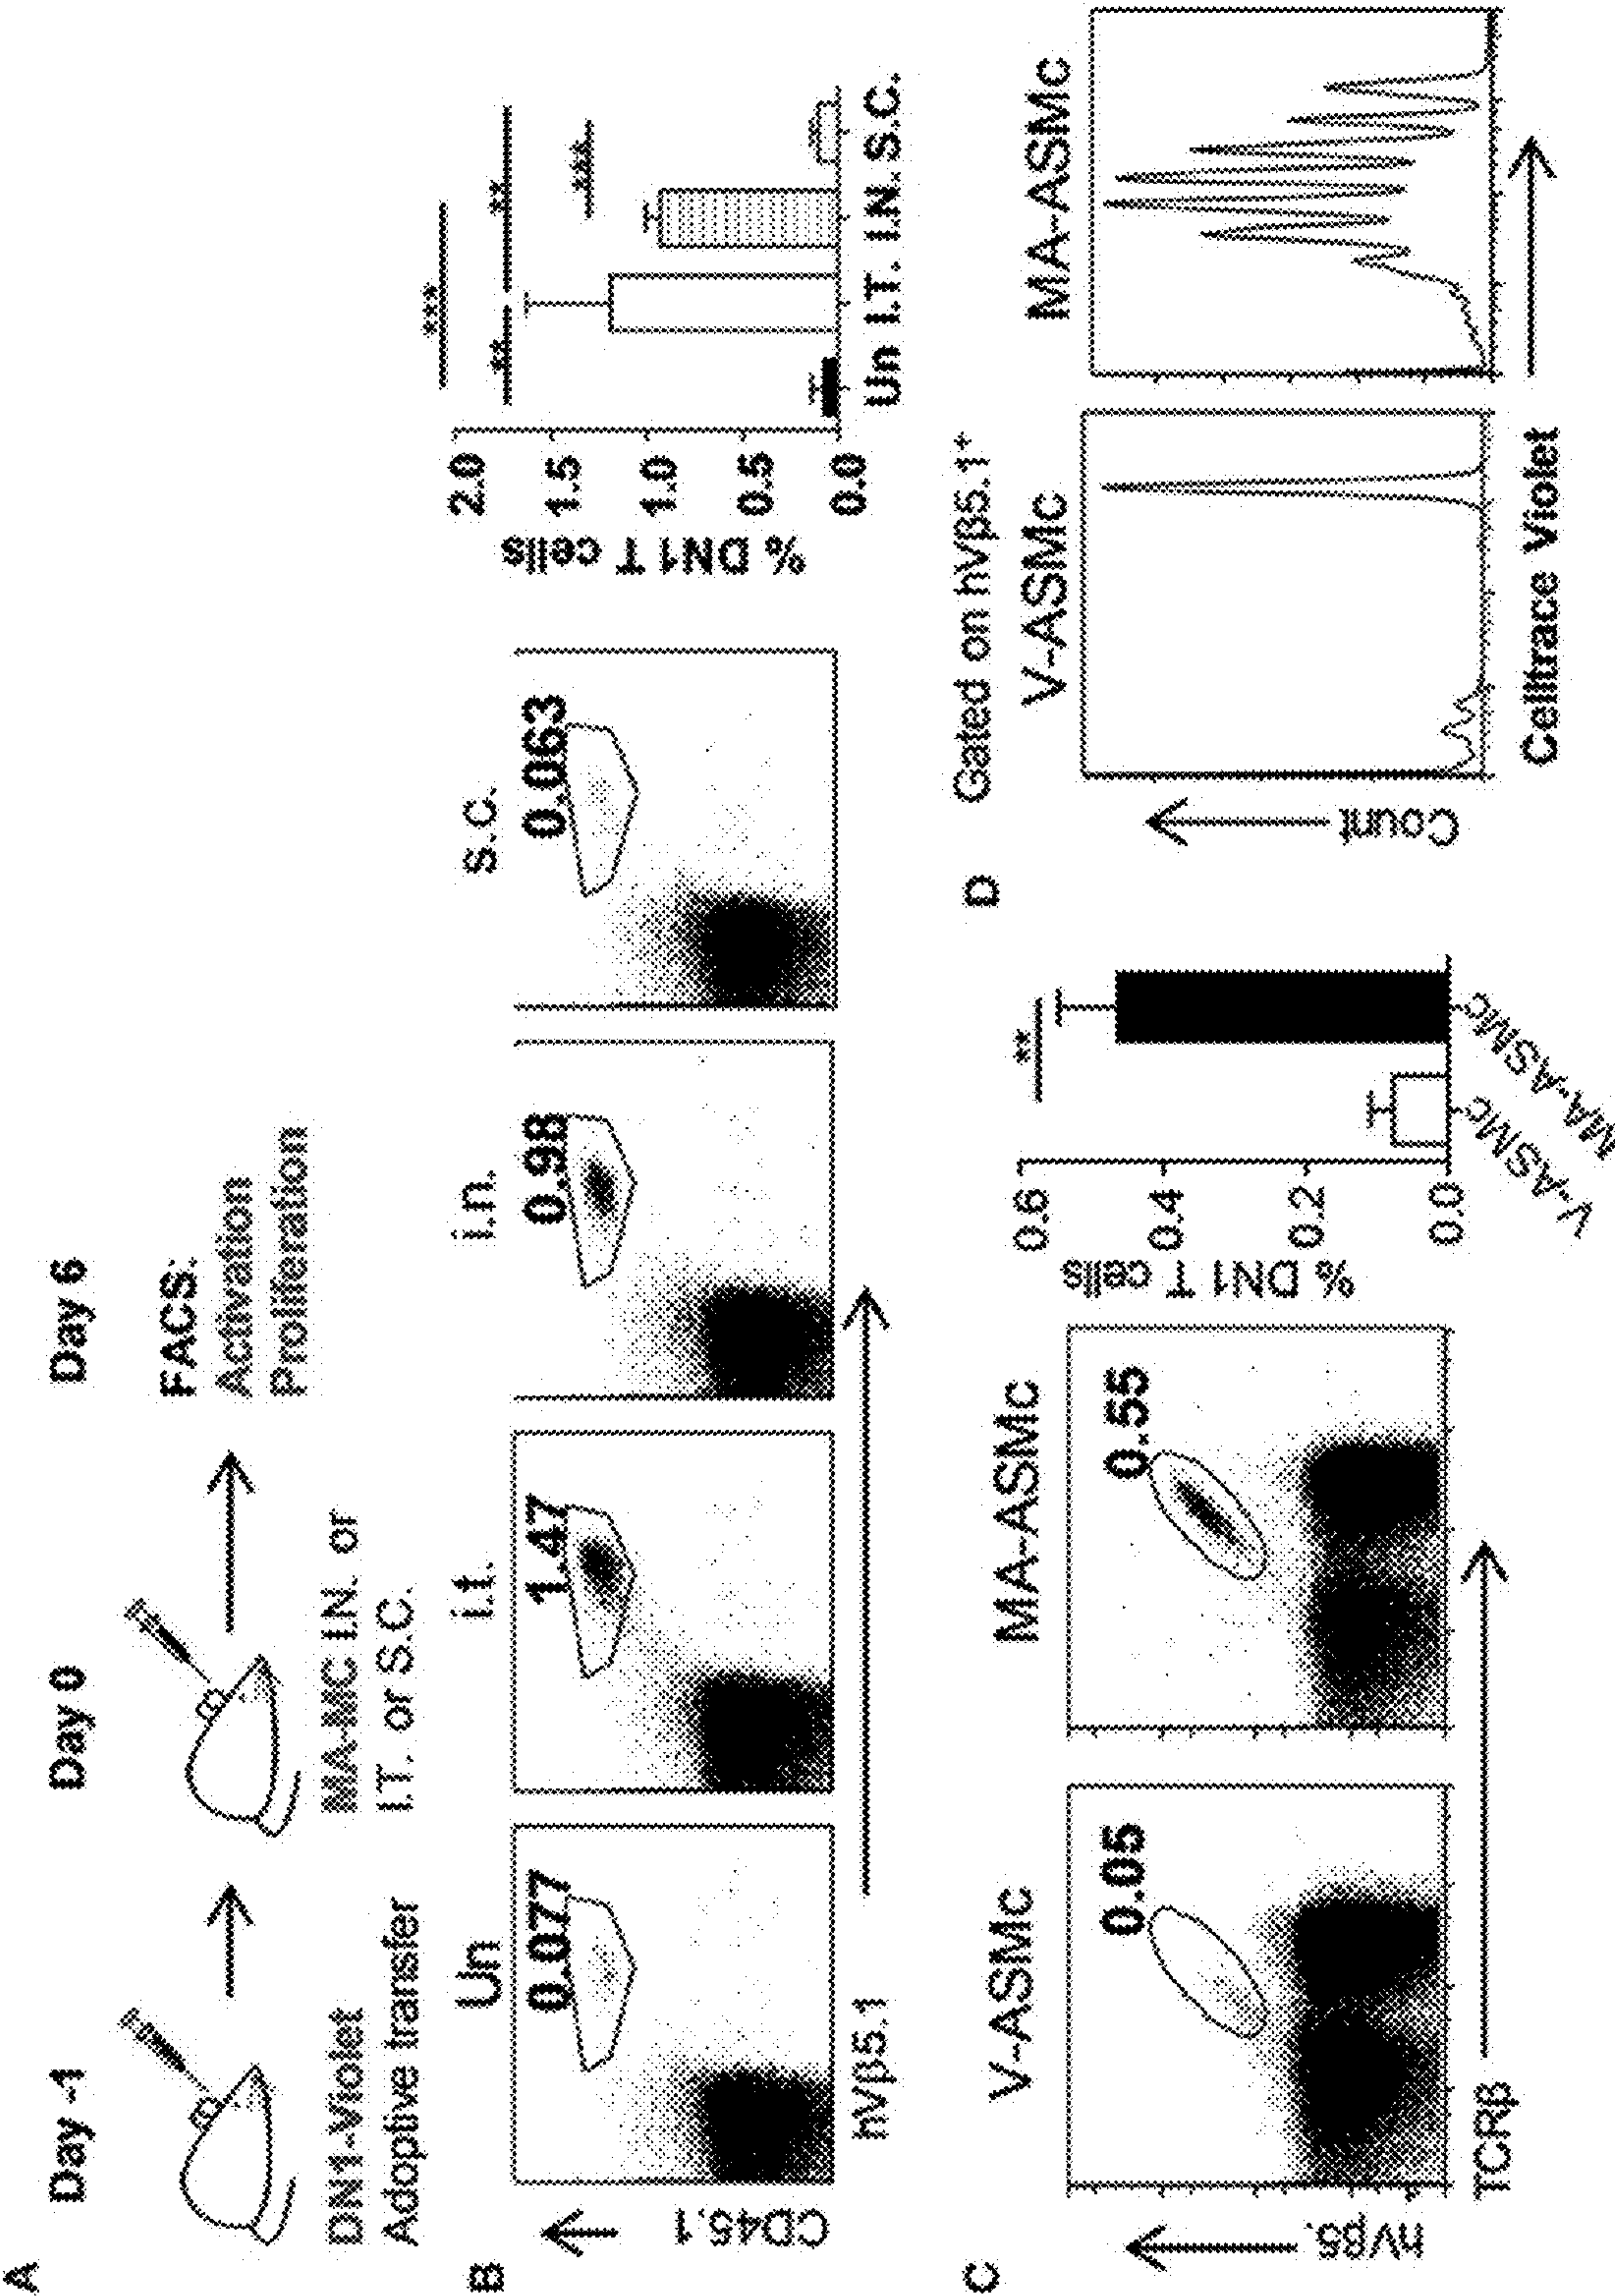 A
Day -1
Day 0
Day 6
DN1-Violet
Adoptive transfer
MA-MC I.N. or
I.T. or S.C.
FACS:
Activation
Proliferation
B
Un
i.t.
i.n.
s.c.
0.077
1.47
0.98
0.063
CD45.1
hVβ5.1
% DN1 T cells
2.0
1.5
1.0
0.5
0.0
***
**
**
***
Un I.T. I.N. S.C.
C
V-ASMc
MA-ASMc
0.05
0.55
hVβ5.
TCRβ
% DN1 T cells
0.6
0.4
0.2
0.0
**
V-ASMc
MA-ASMc
D
Gated on hVβ5.1+
V-ASMc
MA-ASMc
Count
Celltrace Violet